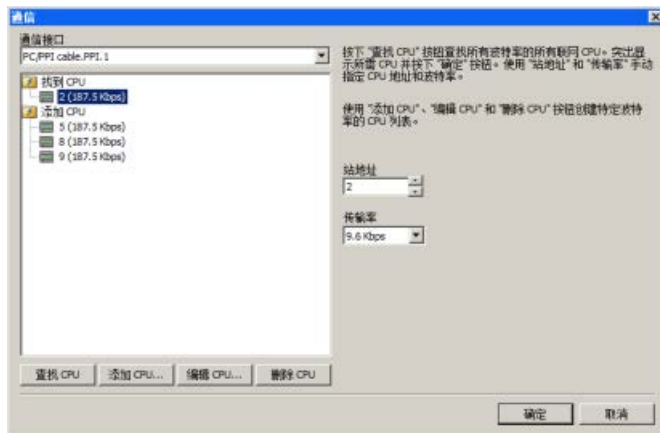 通信
通信接口
PC/PPI cable.PPI.1
找到 CPU
2 (187.5 Kbps)
添加 CPU
5 (187.5 Kbps)
8 (187.5 Kbps)
9 (187.5 Kbps)
查找 CPU
添加 CPU...
编辑 CPU...
删除 CPU
按下“查找 CPU”按钮查找所有波特率的所有联网 CPU。突出显
示所需 CPU 并按下“确定”按钮。使用“站地址”和“传输率”手动
指定 CPU 地址和波特率。
使用“添加 CPU”、“编辑 CPU”和“删除 CPU”按钮创建特定波特
率的 CPU 列表。
站地址
2
传输率
9.6 Kbps
确定
取消